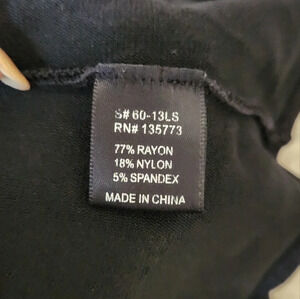 S# 60-13LS
RN# 135773
77% RAYON
18% NYLON
5% SPANDEX
MADE IN CHINA